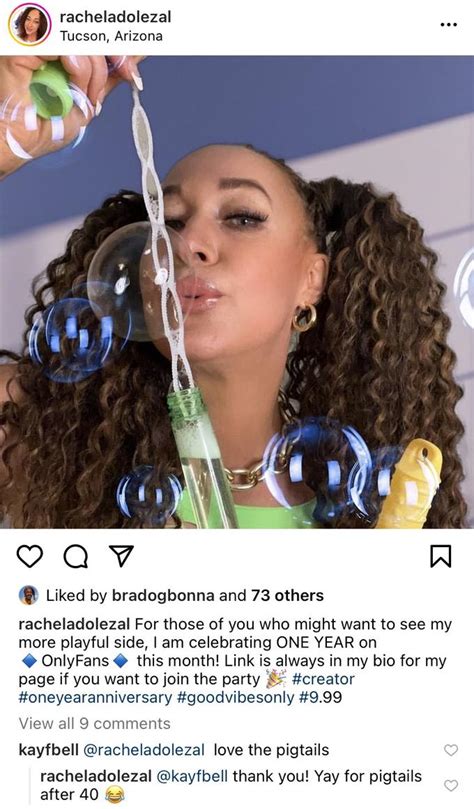 racheladolezal
Tucson, Arizona
Liked by bradogbonna and 73 others
racheladolezal For those of you who might want to see my
more playful side, I am celebrating ONE YEAR on
🔹OnlyFans🔹 this month! Link is always in my bio for my
page if you want to join the party 🎉 #creator
#oneyearanniversary #goodvibesonly #9.99
View all 9 comments
kayfbell @racheladolezal love the pigtails
racheladolezal @kayfbell thank you! Yay for pigtails
after 40 😂